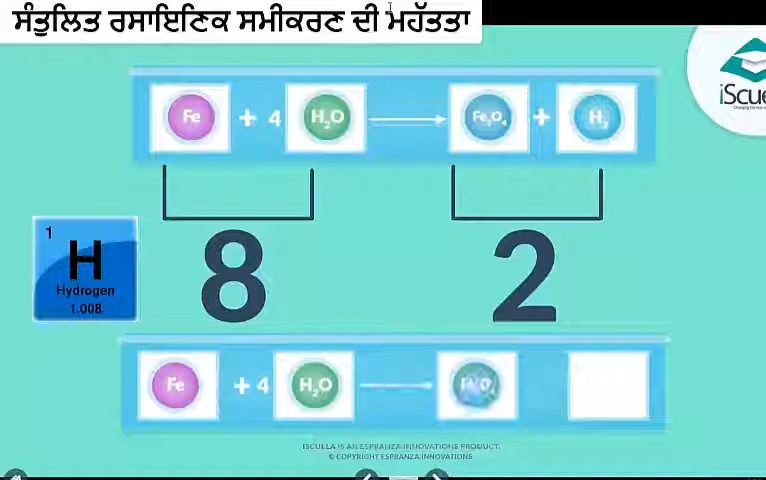 ਸੰਤੁਲਿਤ ਰਸਾਇਣਿਕ ਸਮੀਕਰਣ ਦੀ ਮਹੱਤਤਾ
iScue
Fe + 4 H₂O Fe₃O₄ + H₂
1
H
Hydrogen
1.008
8 2
Fe + 4 H₂O
ISCUELA IS AN ESPRANZA INNOVATIONS PRODUCT.
© COPYRIGHT ESPRANZA INNOVATIONS